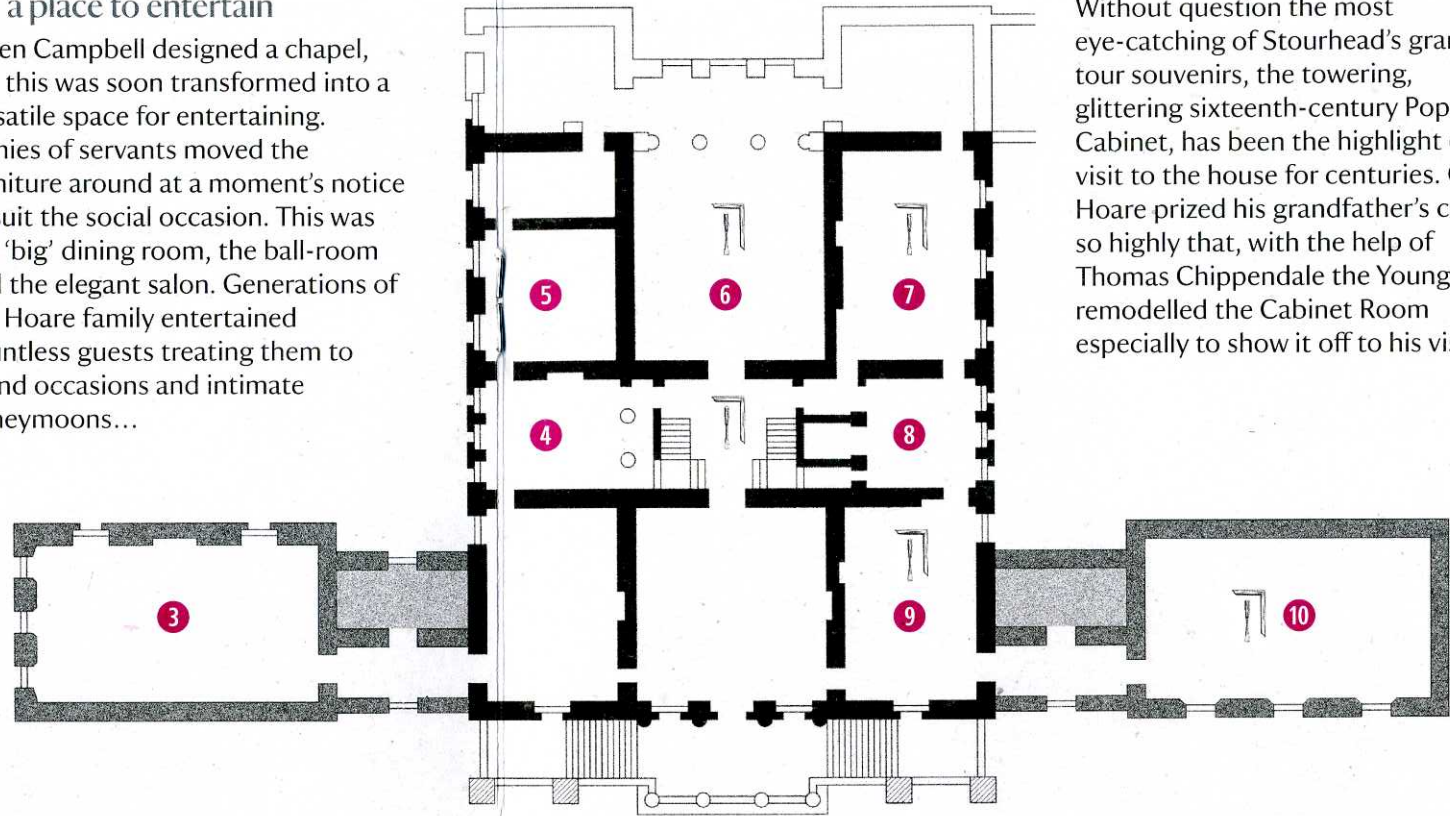 a place to entertain
en Campbell designed a chapel,
this was soon transformed into a
satile space for entertaining.
nies of servants moved the
niture around at a moment's notice
suit the social occasion. This was
'big' dining room, the ball-room
the elegant salon. Generations of
Hoare family entertained
untless guests treating them to
nd occasions and intimate
neymoons…
Without question the most
eye-catching of Stourhead's gran
tour souvenirs, the towering,
glittering sixteenth-century Pop
Cabinet, has been the highlight
visit to the house for centuries.
Hoare prized his grandfather's c
so highly that, with the help of
Thomas Chippendale the Young
remodelled the Cabinet Room
especially to show it off to his vis
5
6
7
4
8
3
9
10